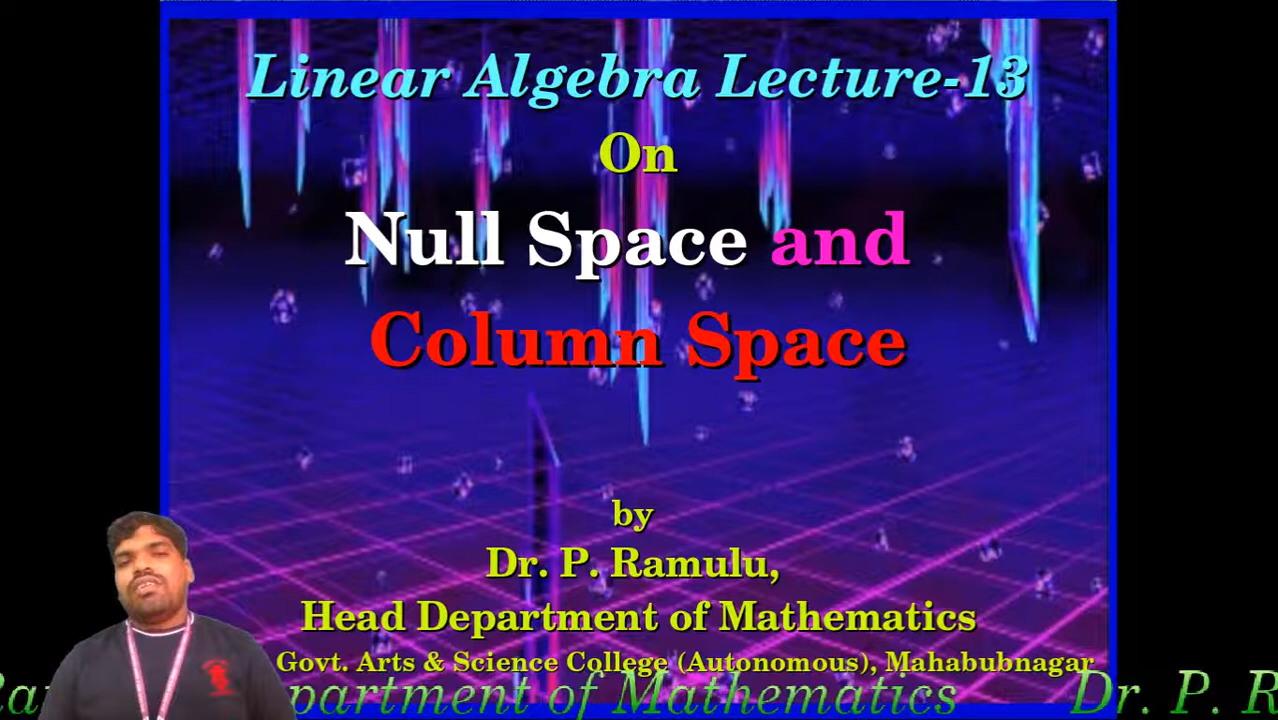 Linear Algebra Lecture-13
On
Null Space and
Column Space
by
Dr. P. Ramulu,
Head Department of Mathematics
Govt. Arts & Science College (Autonomous), Mahabubnagar
of Mathematics Dr. P.